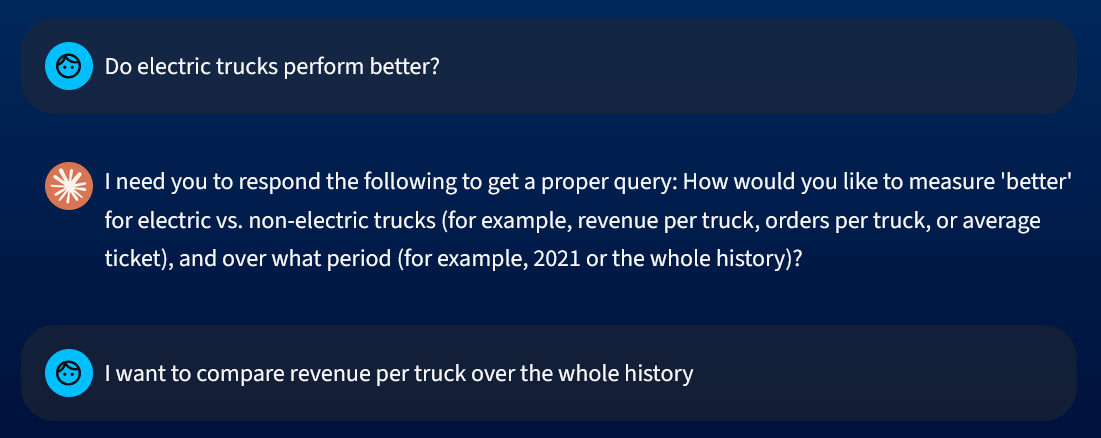 Do electric trucks perform better?
I need you to respond the following to get a proper query: How would you like to measure 'better'
for electric vs. non-electric trucks (for example, revenue per truck, orders per truck, or average
ticket), and over what period (for example, 2021 or the whole history)?
I want to compare revenue per truck over the whole history